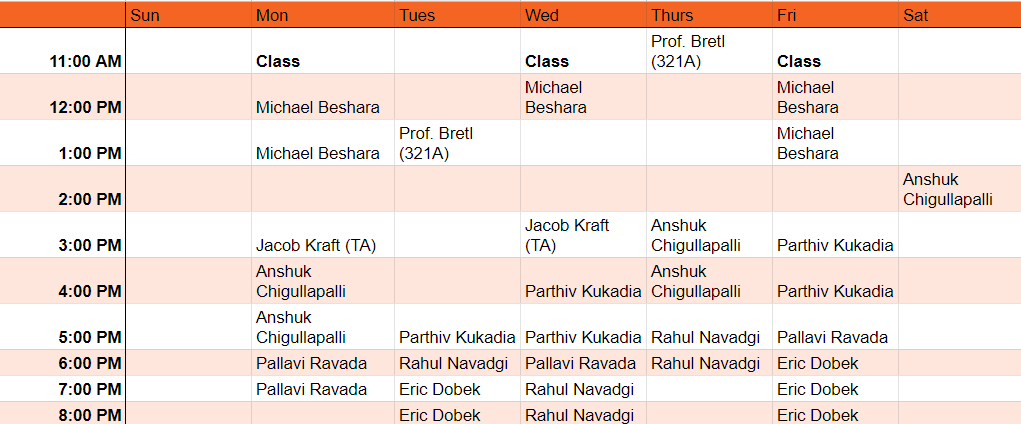 Sun Mon Tues Wed Thurs Fri Sat
Prof. Bretl
11:00 AM Class Class (321A) Class
Michael Michael
12:00 PM Michael Beshara Beshara Beshara
Prof. Bretl Michael
1:00 PM Michael Beshara (321A) Beshara
Anshuk
2:00 PM Chigullapalli
Jacob Kraft Anshuk
3:00 PM Jacob Kraft (TA) (TA) Chigullapalli Parthiv Kukadia
Anshuk Anshuk
4:00 PM Chigullapalli Parthiv Kukadia Chigullapalli Parthiv Kukadia
Anshuk
5:00 PM Chigullapalli Parthiv Kukadia Parthiv Kukadia Rahul Navadgi Pallavi Ravada
6:00 PM Pallavi Ravada Rahul Navadgi Pallavi Ravada Rahul Navadgi Eric Dobek
7:00 PM Pallavi Ravada Eric Dobek Rahul Navadgi Eric Dobek
8:00 PM Eric Dobek Rahul Navadgi Eric Dobek